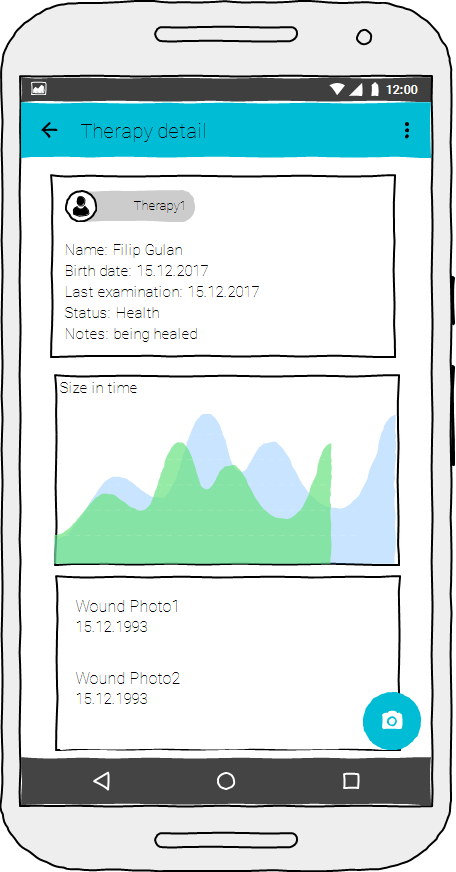 12:00
Therapy detail
Therapy1
Name: Filip Gulan
Birth date: 15.12.2017
Last examination: 15.12.2017
Status: Health
Notes: being healed
Size in time
Wound Photo1
15.12.1993
Wound Photo2
15.12.1993